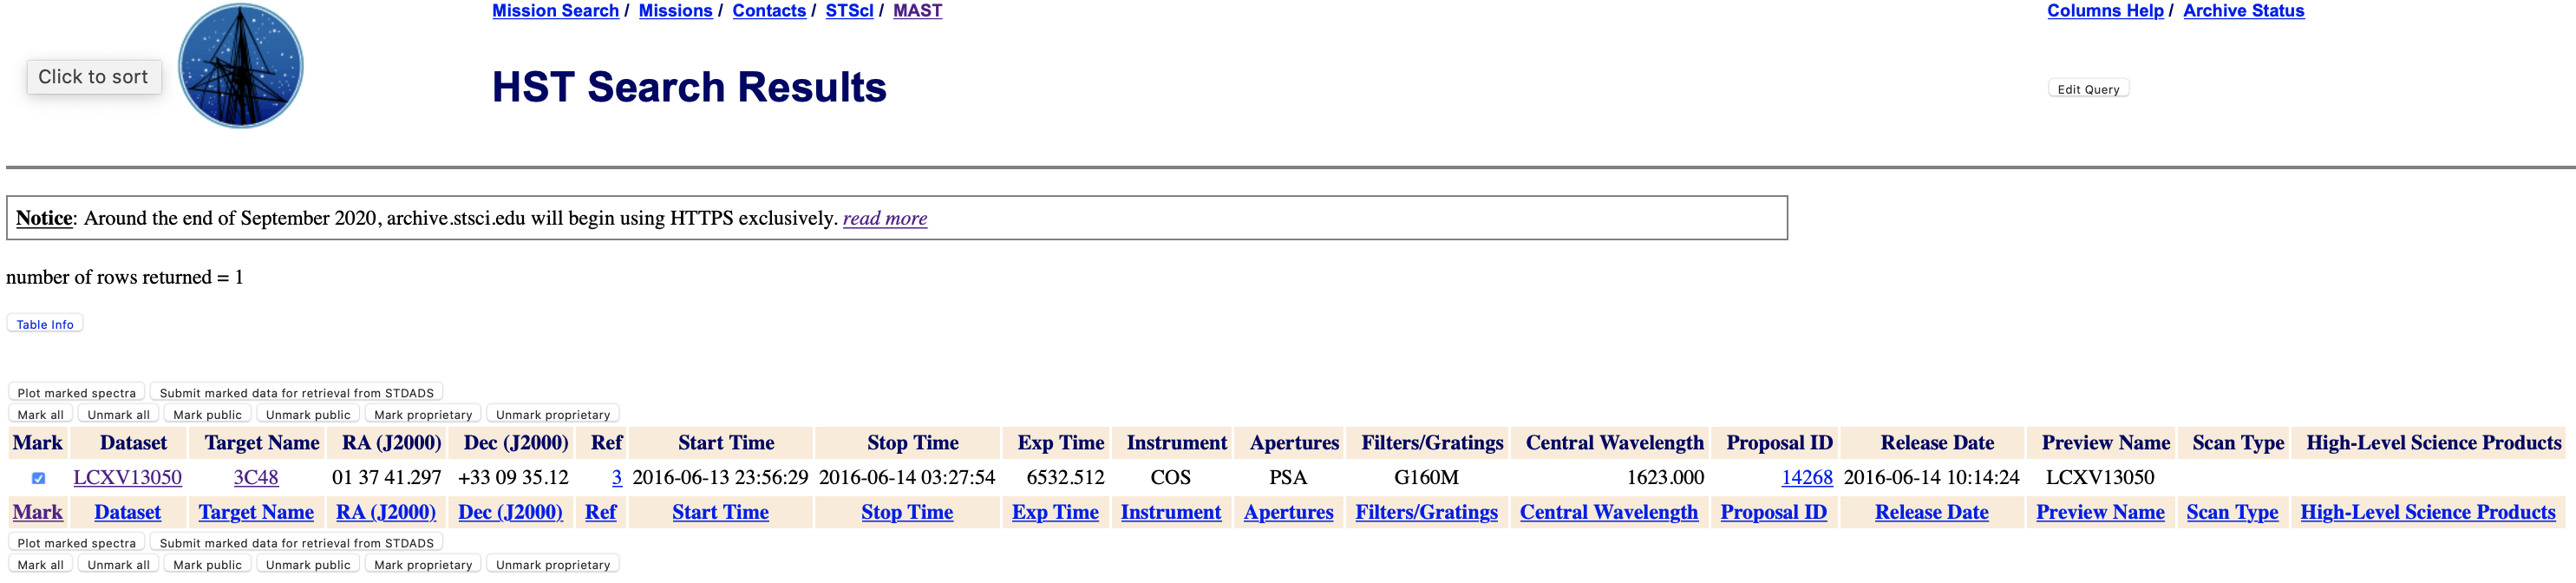 Mission Search / Missions / Contacts / STScI / MAST
Columns Help / Archive Status
Click to sort
HST Search Results
Edit Query
Notice: Around the end of September 2020, archive.stsci.edu will begin using HTTPS exclusively. read more
number of rows returned = 1
Table Info
Plot marked spectra Submit marked data for retrieval from STDADS
Mark all Unmark all Mark public Unmark public Mark proprietary Unmark proprietary
Mark Dataset Target Name RA (J2000) Dec (J2000) Ref Start Time Stop Time Exp Time Instrument Apertures Filters/Gratings Central Wavelength Proposal ID Release Date Preview Name Scan Type High-Level Science Products
LCXV13050 3C48 01 37 41.297 +33 09 35.12 3 2016-06-13 23:56:29 2016-06-14 03:27:54 6532.512 COS PSA G160M 1623.000 14268 2016-06-14 10:14:24 LCXV13050
Mark Dataset Target Name RA (J2000) Dec (J2000) Ref Start Time Stop Time Exp Time Instrument Apertures Filters/Gratings Central Wavelength Proposal ID Release Date Preview Name Scan Type High-Level Science Products
Plot marked spectra Submit marked data for retrieval from STDADS
Mark all Unmark all Mark public Unmark public Mark proprietary Unmark proprietary